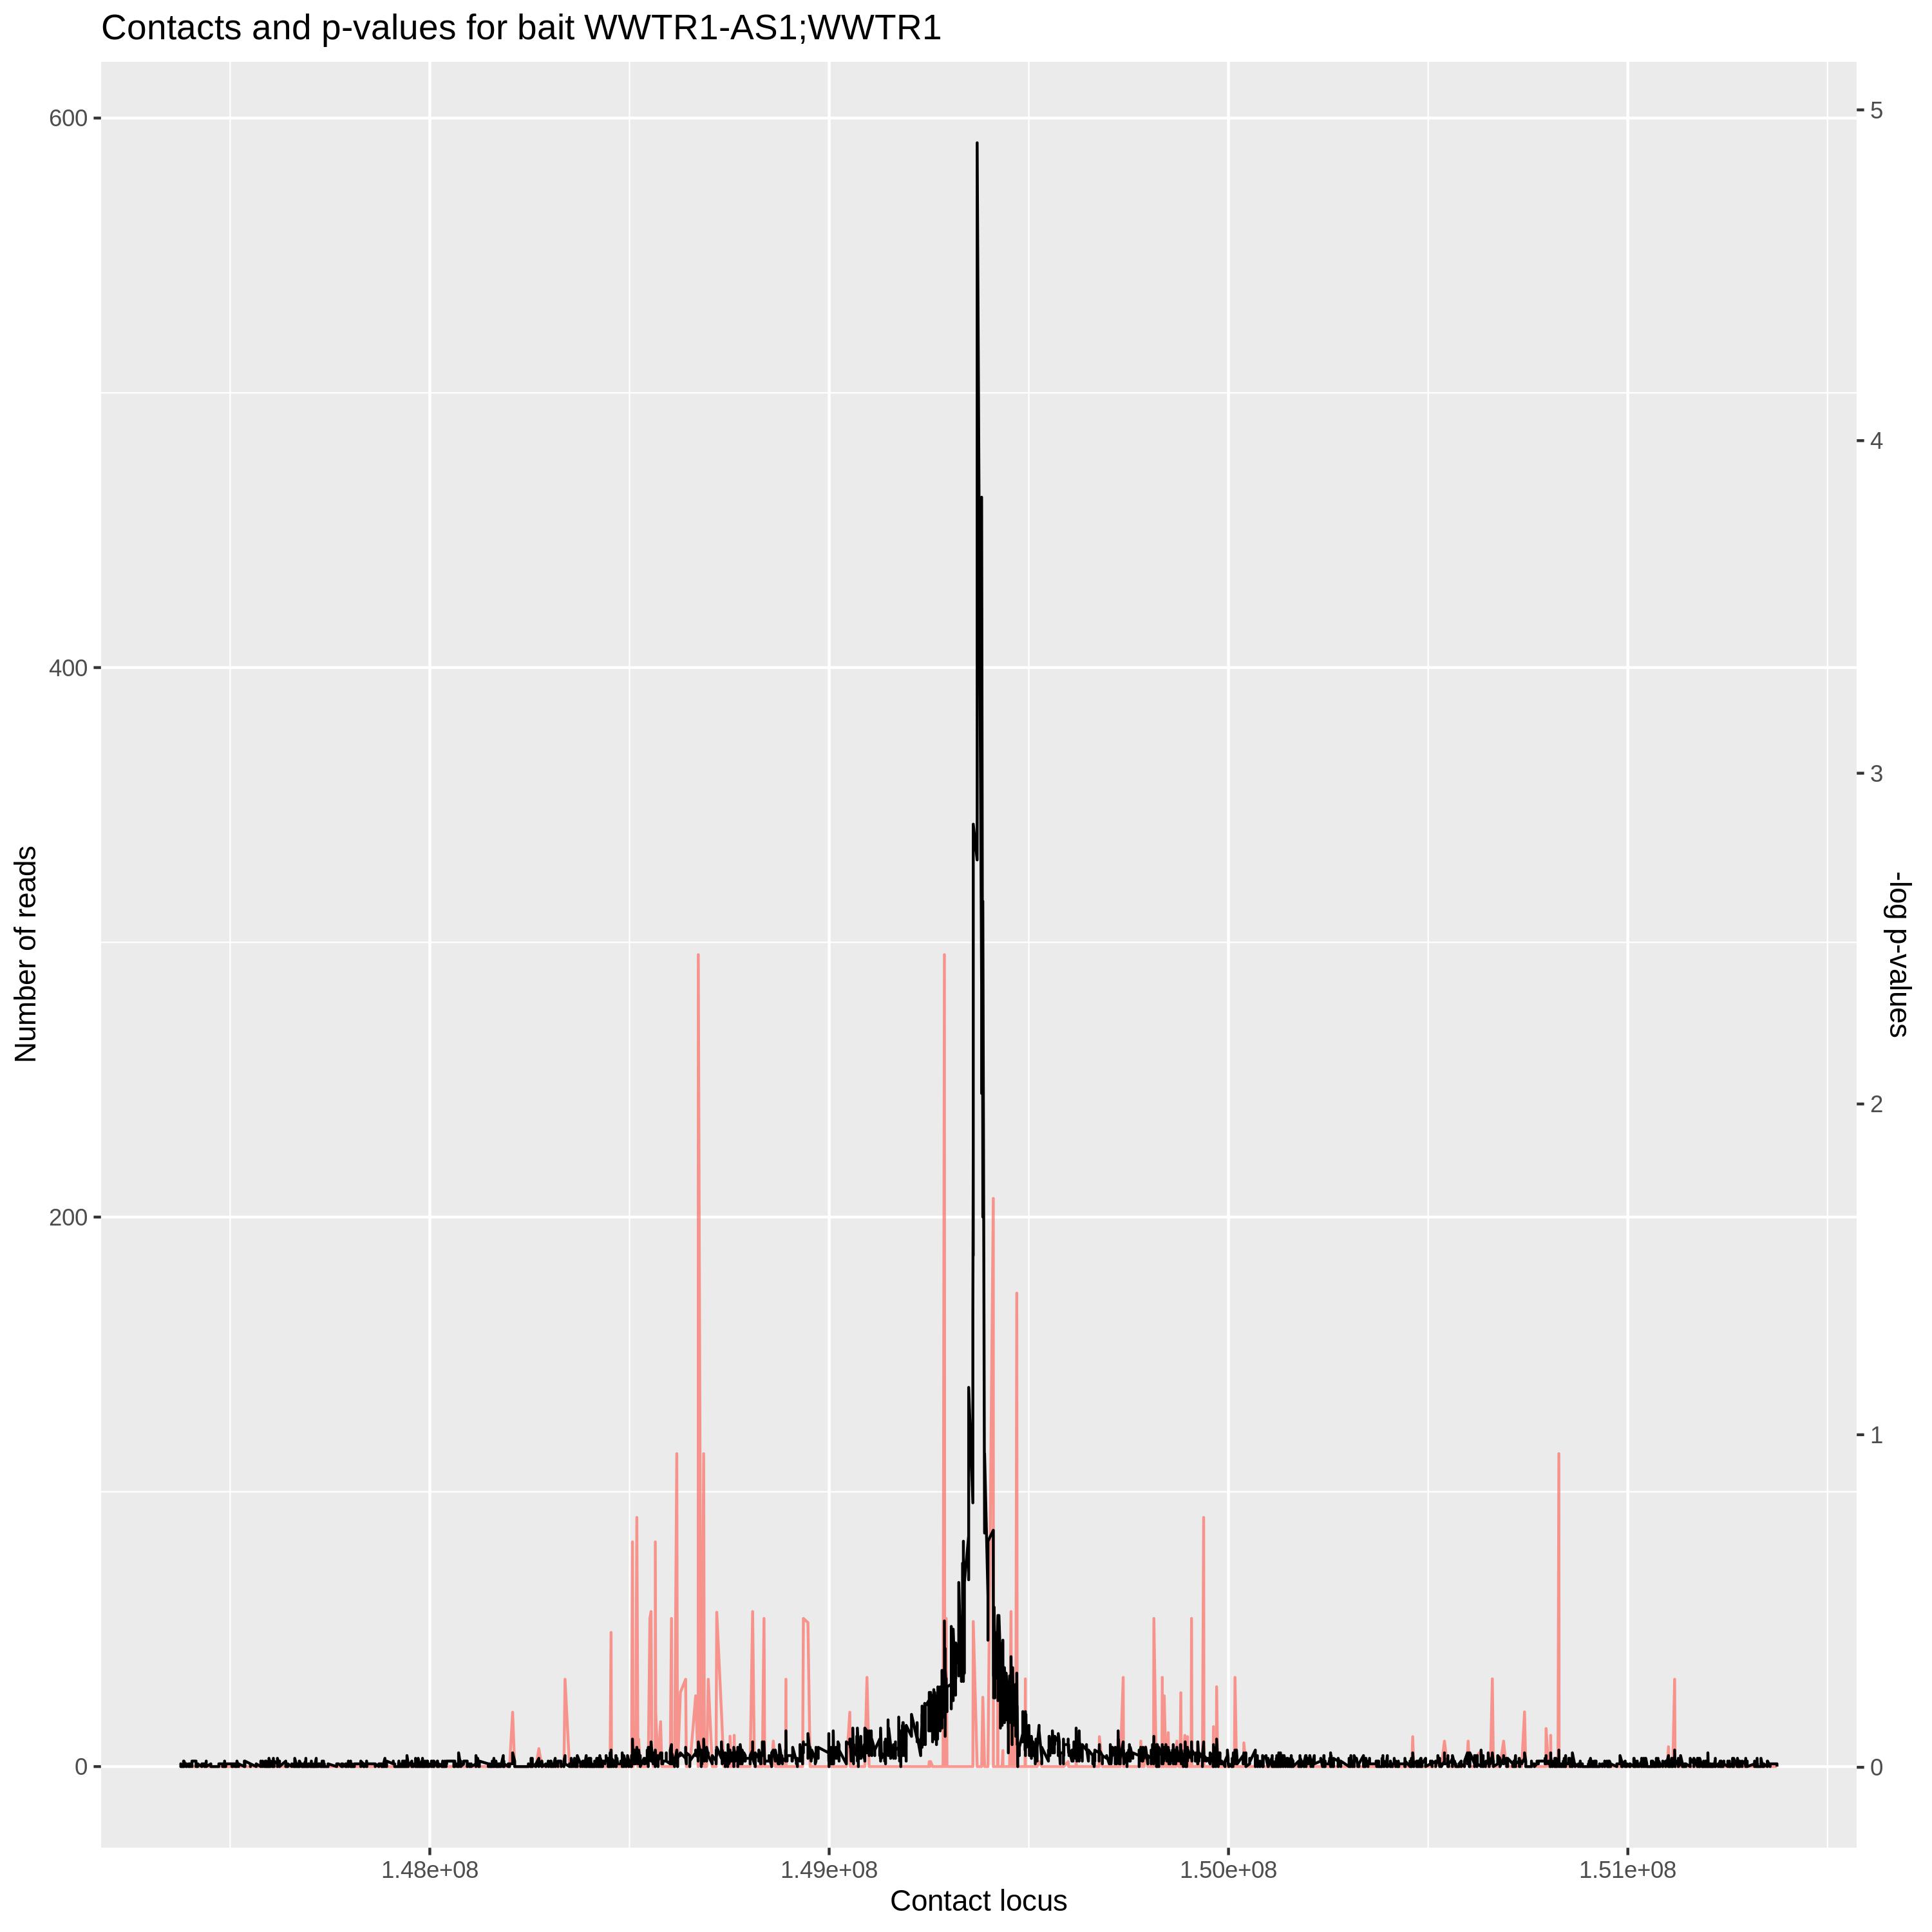 Contacts and p-values for bait WWTR1-AS1;WWTR1
600
400
200
0
Number of reads
5
4
3
2
1
0
-log p-values
1.48e+08
1.49e+08
1.50e+08
1.51e+08
Contact locus